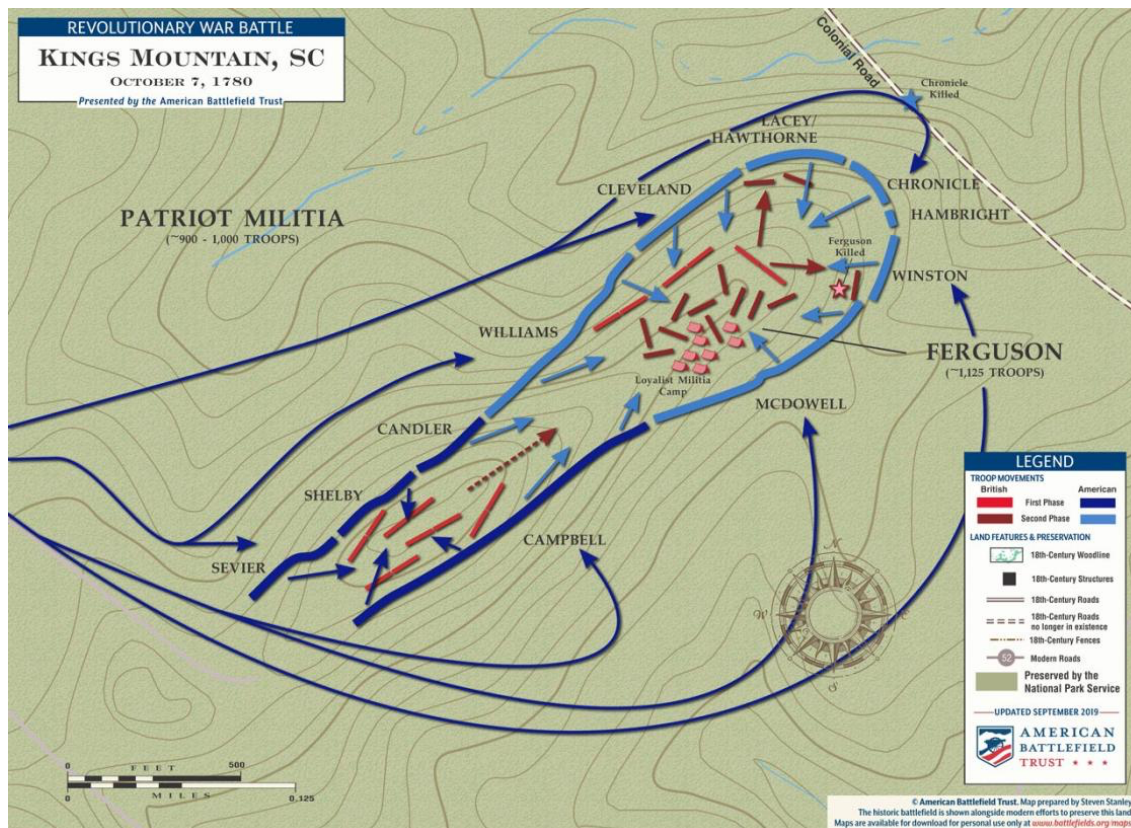 REVOLUTIONARY WAR BATTLE
KINGS MOUNTAIN, SC
OCTOBER 7, 1780
Presented by the American Battlefield Trust
Colonial Road
Chronicle
Killed
LACEY/
HAWTHORNE
CLEVELAND
CHRONICLE
HAMBRIGHT
PATRIOT MILITIA
(~900 - 1,000 TROOPS)
Ferguson
Killed
WINSTON
WILLIAMS
FERGUSON
(~1,125 TROOPS)
Loyalist Militia
Camp
MCDOWELL
CANDLER
SHELBY
CAMPBELL
SEVIER
N
W
E
S
LEGEND
TROOP MOVEMENTS
British
American
First Phase
Second Phase
LAND FEATURES & PRESERVATION
18th-Century Woodline
18th-Century Structures
18th-Century Roads
18th-Century Roads
no longer in existence
18th-Century Fences
52
Modern Roads
Preserved by the
National Park Service
UPDATED SEPTEMBER 2019
AMERICAN
BATTLEFIELD
TRUST
FEET
0
500
MILES
0
0.125
© American Battlefield Trust. Map prepared by Steven Stanley
The historic battlefield is shown alongside modern efforts to preserve this land
Maps are available for download for personal use only at www.battlefields.org/maps